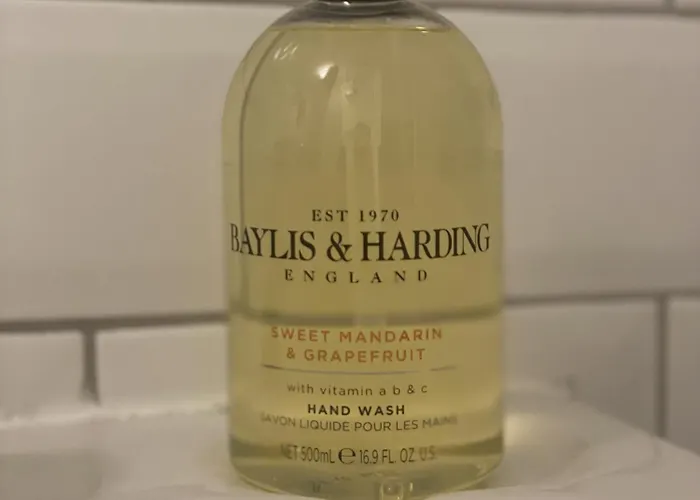 EST 1970
BAYLIS & HARDING
ENGLAND
SWEET MANDARIN
& GRAPEFRUIT
with vitamin a b & c
HAND WASH
SAVON LIQUIDE POUR LES MAINS
NET 500mL ℮ 16.9 FL. OZ U.S.